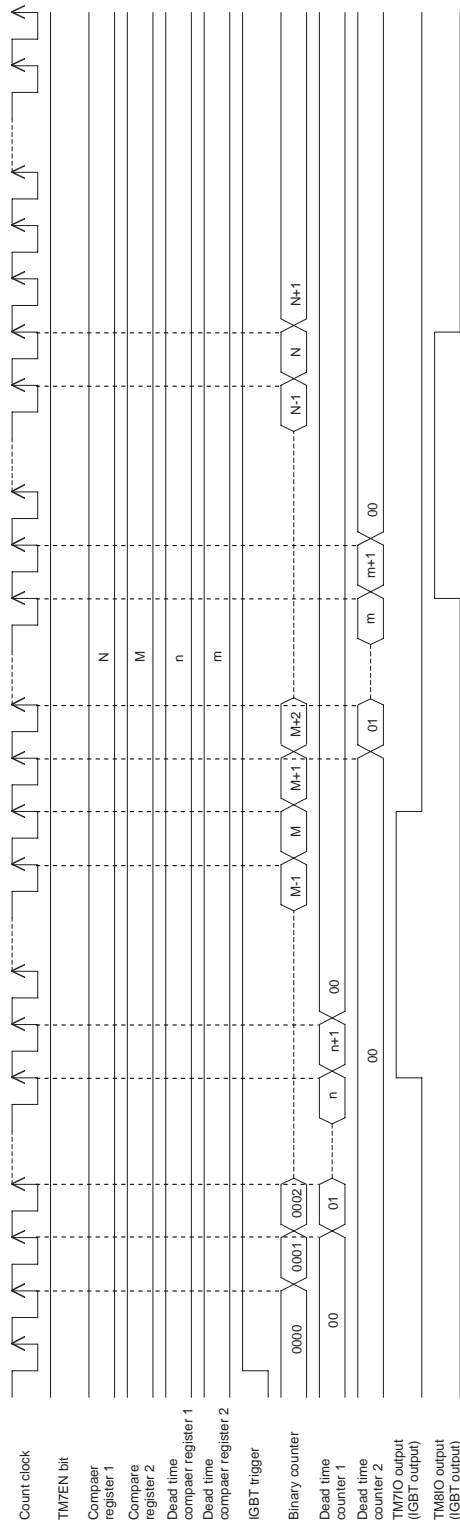 Count clock
TM7EN bit
Compaer
register 1
N
Compare
register 2
M
Dead time
compaer register 1
n
Dead time
compaer register 2
m
IGBT trigger
Binary counter
0000
0001
0002
M-1
M
M+1
M+2
N-1
N
N+1
Dead time
counter 1
00
01
n
n+1
00
Dead time
counter 2
00
01
m
m+1
00
TM7IO output
(IGBT output)
TM8IO output
(IGBT output)